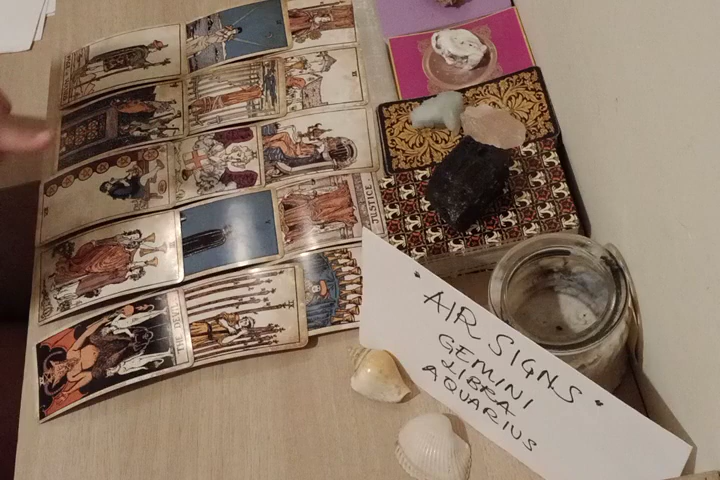 THE DEVIL
JUSTICE
• AIR SIGNS •
GEMINI
LIBRA
AQUARIUS